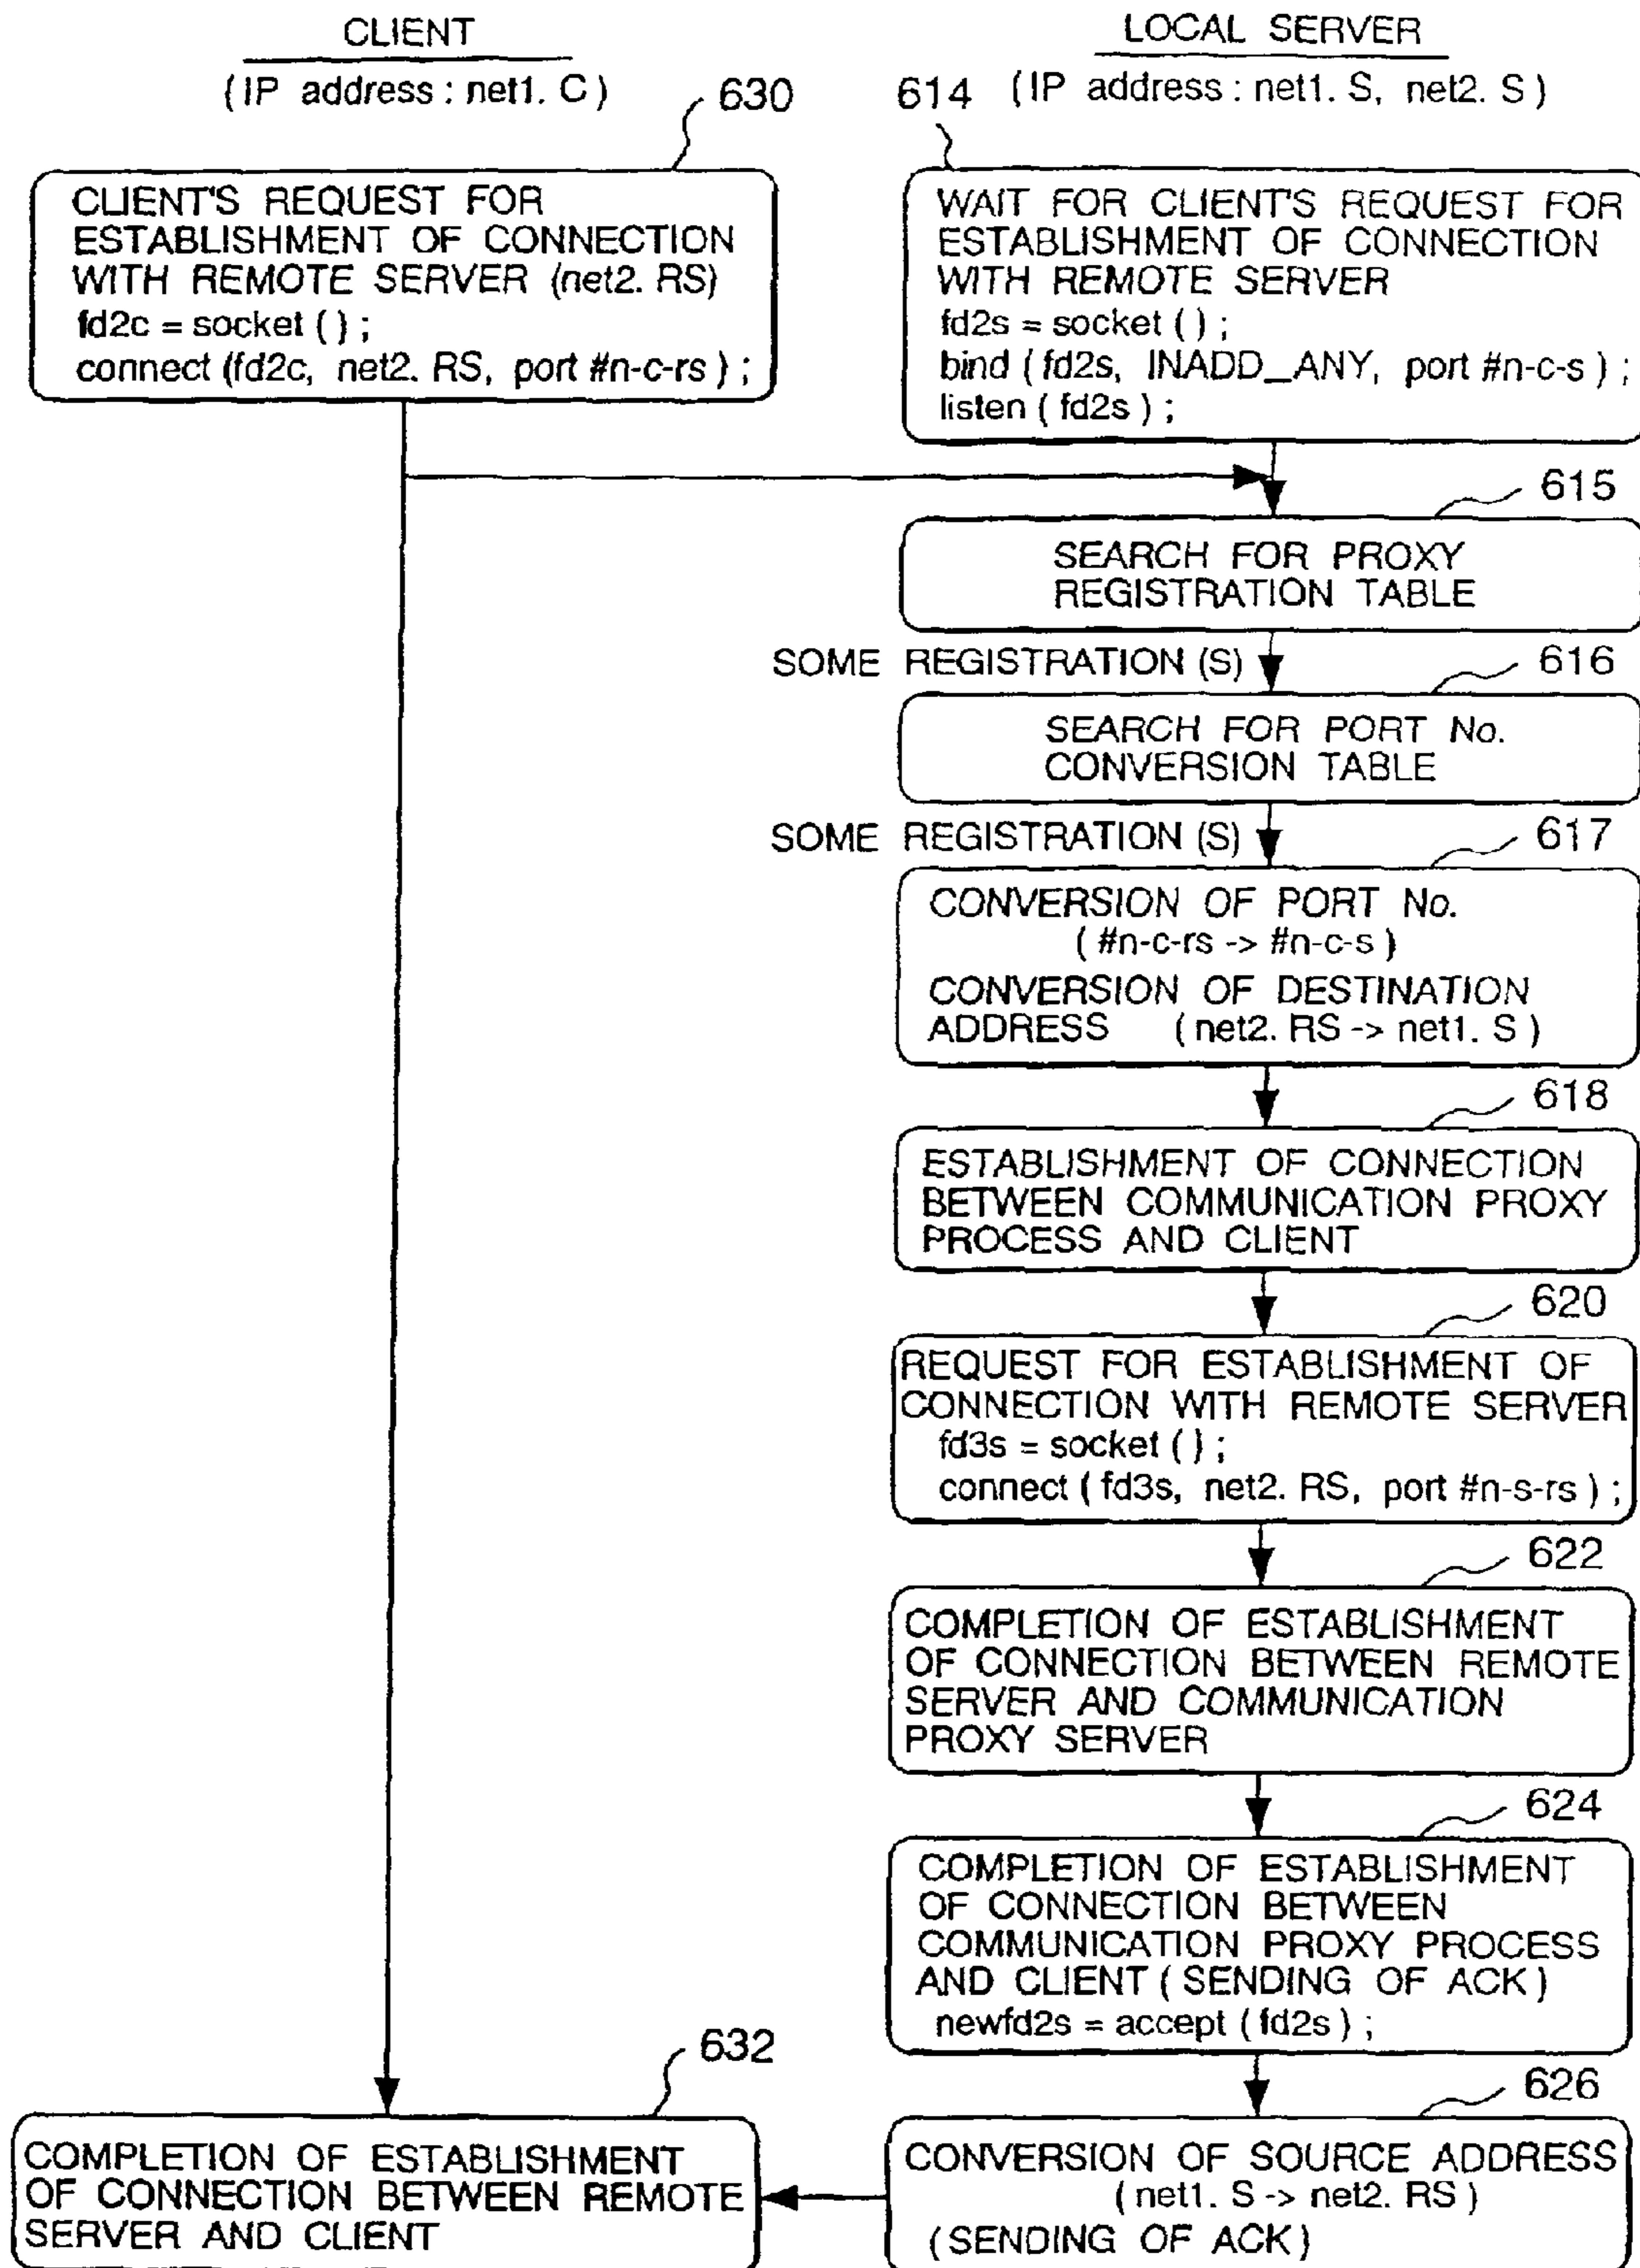 CLIENT
(IP address : net1. C)
630
CLIENT'S REQUEST FOR
ESTABLISHMENT OF CONNECTION
WITH REMOTE SERVER (net2. RS)
fd2c = socket ( ) ;
connect (fd2c, net2. RS, port #n-c-rs ) ;
LOCAL SERVER
614 (IP address : net1. S, net2. S )
WAIT FOR CLIENT'S REQUEST FOR
ESTABLISHMENT OF CONNECTION
WITH REMOTE SERVER
fd2s = socket ( ) ;
bind ( fd2s, INADD_ANY, port #n-c-s ) ;
listen ( fd2s ) ;
615
SEARCH FOR PROXY
REGISTRATION TABLE
SOME REGISTRATION (S)
616
SEARCH FOR PORT No.
CONVERSION TABLE
SOME REGISTRATION (S)
617
CONVERSION OF PORT No.
( #n-c-rs -> #n-c-s )
CONVERSION OF DESTINATION
ADDRESS ( net2. RS -> net1. S )
618
ESTABLISHMENT OF CONNECTION
BETWEEN COMMUNICATION PROXY
PROCESS AND CLIENT
620
REQUEST FOR ESTABLISHMENT OF
CONNECTION WITH REMOTE SERVER
fd3s = socket ( ) ;
connect ( fd3s, net2. RS, port #n-s-rs ) ;
622
COMPLETION OF ESTABLISHMENT
OF CONNECTION BETWEEN REMOTE
SERVER AND COMMUNICATION
PROXY SERVER
624
COMPLETION OF ESTABLISHMENT
OF CONNECTION BETWEEN
COMMUNICATION PROXY PROCESS
AND CLIENT ( SENDING OF ACK )
newfd2s = accept ( fd2s ) ;
626
CONVERSION OF SOURCE ADDRESS
( net1. S -> net2. RS )
(SENDING OF ACK )
632
COMPLETION OF ESTABLISHMENT
OF CONNECTION BETWEEN REMOTE
SERVER AND CLIENT